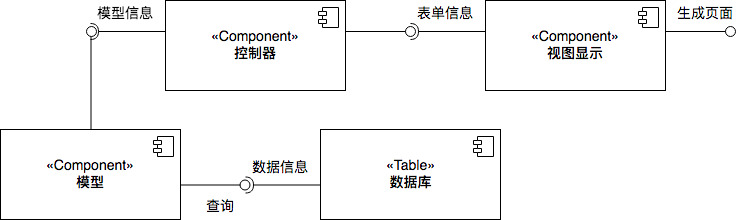 模型信息
表单信息
生成页面
«Component»
控制器
«Component»
视图显示
«Component»
模型
查询
数据信息
«Table»
数据库